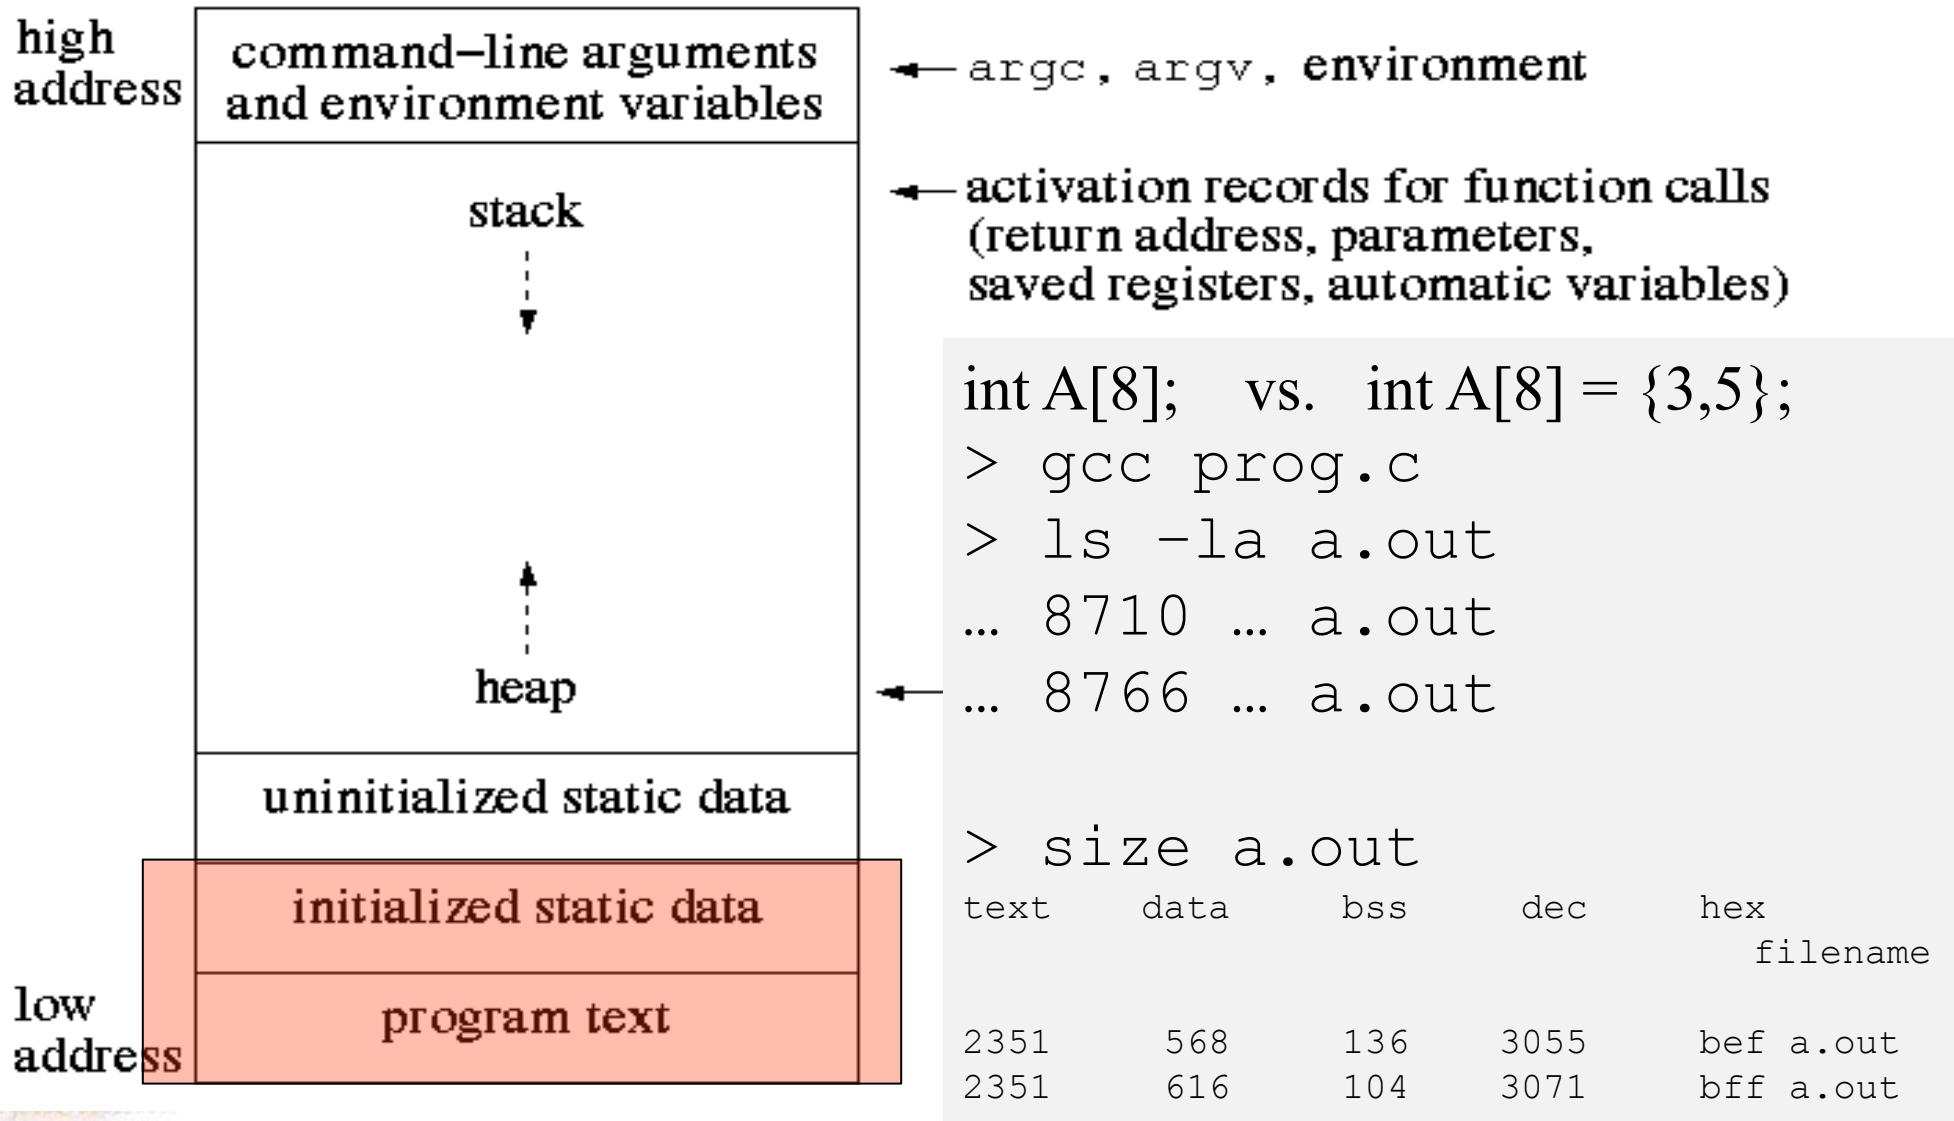 high
address
command–line arguments
and environment variables
argc, argv, environment
stack
activation records for function calls
(return address, parameters,
saved registers, automatic variables)
heap
uninitialized static data
initialized static data
program text
low
address
int A[8]; vs. int A[8] = {3,5};
> gcc prog.c
> ls –la a.out
… 8710 … a.out
… 8766 … a.out
> size a.out
text data bss dec hex
filename
2351 568 136 3055 bef a.out
2351 616 104 3071 bff a.out